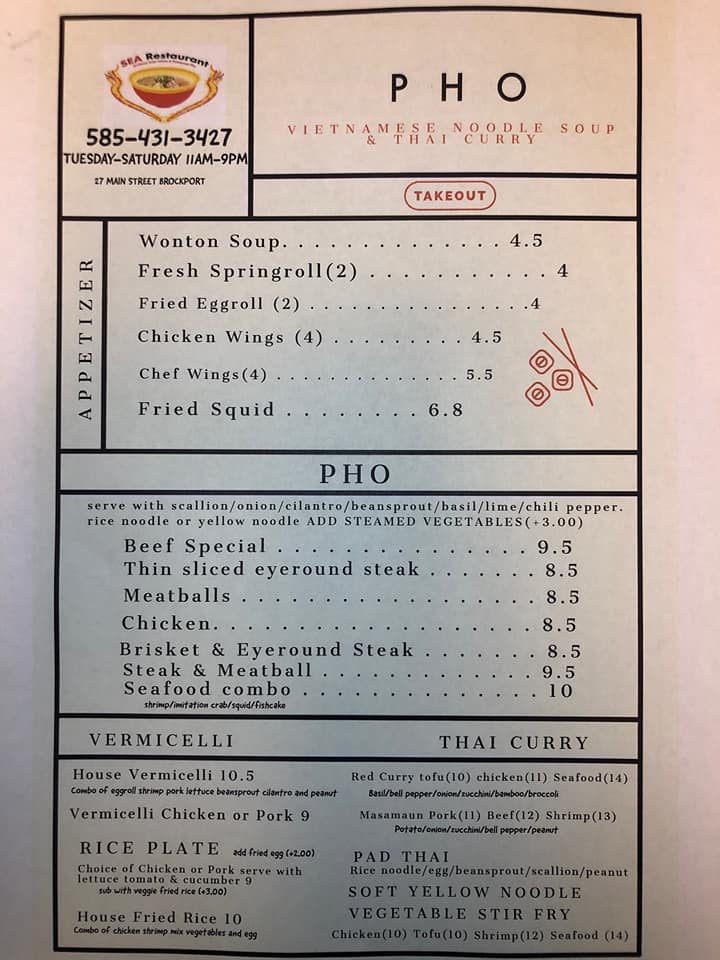 SEA Restaurant
585-431-3427
TUESDAY-SATURDAY 11AM-9PM
27 MAIN STREET BROCKPORT
PHO
VIETNAMESE NOODLE SOUP
& THAI CURRY
TAKEOUT
APPETIZER
Wonton Soup. . . . . . . . . . . . . . 4.5
Fresh Springroll(2) . . . . . . . . . . . 4
Fried Eggroll (2) . . . . . . . . . . . . . . . .4
Chicken Wings (4) . . . . . . . . . 4.5
Chef Wings(4) . . . . . . . . . . . . . . 5.5
Fried Squid . . . . . . . . 6.8
PHO
serve with scallion/onion/cilantro/beansprout/basil/lime/chili pepper.
rice noodle or yellow noodle ADD STEAMED VEGETABLES(+3.00)
Beef Special . . . . . . . . . . . . . . . 9.5
Thin sliced eyeround steak . . . . . . . 8.5
Meatballs . . . . . . . . . . . . . . . . . . 8.5
Chicken. . . . . . . . . . . . . . . . . . . 8.5
Brisket & Eyeround Steak . . . . . . . 8.5
Steak & Meatball . . . . . . . . . . . . 9.5
Seafood combo . . . . . . . . . . . . . . 10
shrimp/imitation crab/squid/fishcake
VERMICELLI
House Vermicelli 10.5
Combo of eggroll shrimp pork lettuce beansprout cilantro and peanut
Vermicelli Chicken or Pork 9
RICE PLATE add fried egg (+2.00)
Choice of Chicken or Pork serve with
lettuce tomato & cucumber 9
sub with veggie fried rice (+3.00)
House Fried Rice 10
Combo of chicken shrimp mix vegetables and egg
THAI CURRY
Red Curry tofu(10) chicken(11) Seafood(14)
Basil/bell pepper/onion/zucchini/bamboo/broccoli
Masamaun Pork(11) Beef(12) Shrimp(13)
Potato/onion/zucchini/bell pepper/peanut
PAD THAI
Rice noodle/egg/beansprout/scallion/peanut
SOFT YELLOW NOODLE
VEGETABLE STIR FRY
Chicken(10) Tofu(10) Shrimp(12) Seafood (14)